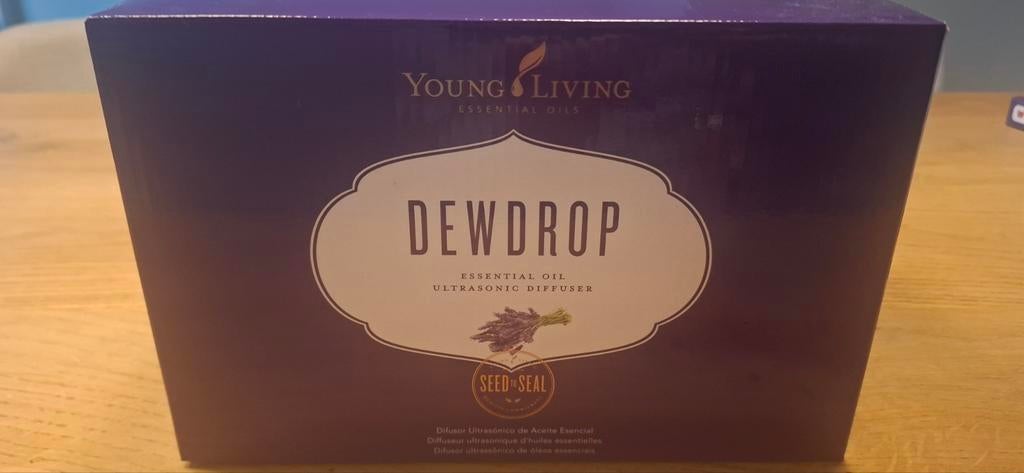 YOUNG LIVING
ESSENTIAL OILS
DEWDROP
ESSENTIAL OIL
ULTRASONIC DIFFUSER
SEED TO SEAL
Difusor Ultrasónico de Aceite Esencial
Diffuseur ultrasonique d'huiles essentielles
Difusor ultrassônico de óleos essenciais